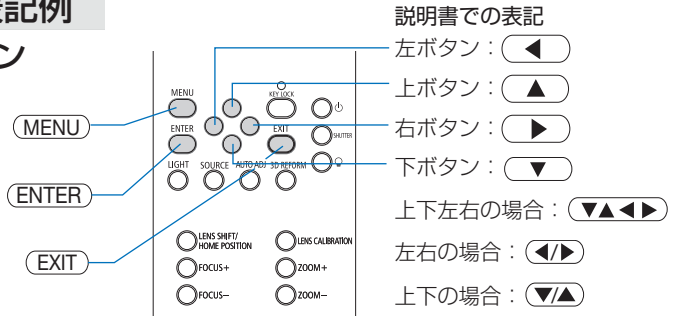 表記例
ン
説明書での表記
左ボタン：◀
上ボタン：▲
右ボタン：▶
下ボタン：▼
上下左右の場合：▼▲◀▶
左右の場合：◀/▶
上下の場合：▼/▲
MENU
ENTER
EXIT
MENU
KEY LOCK
ENTER
EXIT
SHUTTER
LIGHT
SOURCE
AUTO ADJ
3D REFORM
LENS SHIFT/
HOME POSITION
LENS CALIBRATION
FOCUS+
ZOOM+
FOCUS−
ZOOM−